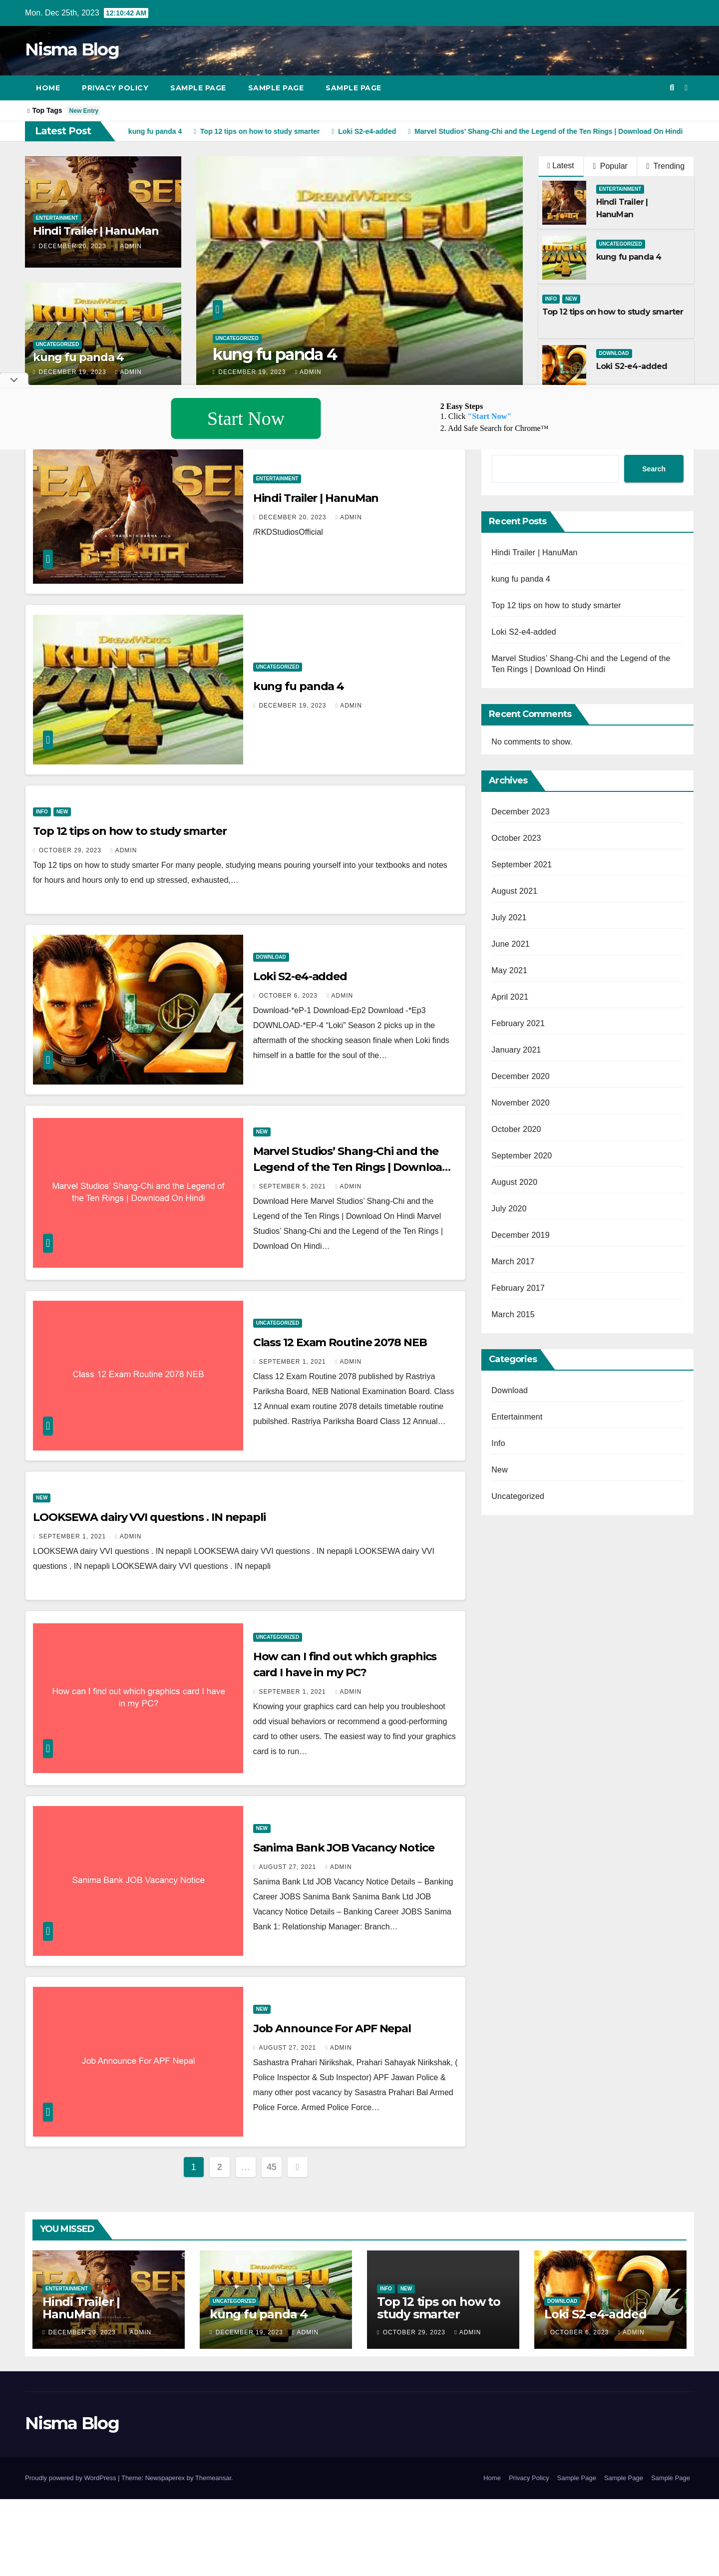 Mon. Dec 25th, 2023 12:10:42 AM
Nisma Blog
HOME PRIVACY POLICY SAMPLE PAGE SAMPLE PAGE SAMPLE PAGE
Top Tags New Entry
Latest Post kung fu panda 4 Top 12 tips on how to study smarter Loki S2-e4-added Marvel Studios’ Shang-Chi and the Legend of the Ten Rings | Download On Hindi
ENTERTAINMENT
Hindi Trailer | HanuMan
DECEMBER 20, 2023 ADMIN
DREAMWORKS
KUNG FU
UNCATEGORIZED
kung fu panda 4
DECEMBER 19, 2023 ADMIN
UNCATEGORIZED
kung fu panda 4
DECEMBER 19, 2023 ADMIN
Latest Popular Trending
ENTERTAINMENT
Hindi Trailer |
HanuMan
UNCATEGORIZED
kung fu panda 4
INFO NEW
Top 12 tips on how to study smarter
DOWNLOAD
Loki S2-e4-added
Start Now
2 Easy Steps
1. Click "Start Now"
2. Add Safe Search for Chrome™
TEASER
हनु-मान
ENTERTAINMENT
Hindi Trailer | HanuMan
DECEMBER 20, 2023 ADMIN
/RKDStudiosOfficial
DREAMWORKS
KUNG FU
PANDA
4
UNCATEGORIZED
kung fu panda 4
DECEMBER 19, 2023 ADMIN
INFO NEW
Top 12 tips on how to study smarter
OCTOBER 29, 2023 ADMIN
Top 12 tips on how to study smarter For many people, studying means pouring yourself into your textbooks and notes
for hours and hours only to end up stressed, exhausted,…
LOKI
2
DOWNLOAD
Loki S2-e4-added
OCTOBER 6, 2023 ADMIN
Download-*eP-1 Download-Ep2 Download -*Ep3
DOWNLOAD-*EP-4 “Loki” Season 2 picks up in the
aftermath of the shocking season finale when Loki finds
himself in a battle for the soul of the…
Marvel Studios’ Shang-Chi and the Legend of
the Ten Rings | Download On Hindi
NEW
Marvel Studios’ Shang-Chi and the
Legend of the Ten Rings | Downloa…
SEPTEMBER 5, 2021 ADMIN
Download Here Marvel Studios’ Shang-Chi and the
Legend of the Ten Rings | Download On Hindi Marvel
Studios’ Shang-Chi and the Legend of the Ten Rings |
Download On Hindi…
Class 12 Exam Routine 2078 NEB
UNCATEGORIZED
Class 12 Exam Routine 2078 NEB
SEPTEMBER 1, 2021 ADMIN
Class 12 Exam Routine 2078 published by Rastriya
Pariksha Board, NEB National Examination Board. Class
12 Annual exam routine 2078 details timetable routine
pubilshed. Rastriya Pariksha Board Class 12 Annual…
NEW
LOOKSEWA dairy VVI questions . IN nepapli
SEPTEMBER 1, 2021 ADMIN
LOOKSEWA dairy VVI questions . IN nepapli LOOKSEWA dairy VVI questions . IN nepapli LOOKSEWA dairy VVI
questions . IN nepapli LOOKSEWA dairy VVI questions . IN nepapli
How can I find out which graphics card I have
in my PC?
UNCATEGORIZED
How can I find out which graphics
card I have in my PC?
SEPTEMBER 1, 2021 ADMIN
Knowing your graphics card can help you troubleshoot
odd visual behaviors or recommend a good-performing
card to other users. The easiest way to find your graphics
card is to run…
Sanima Bank JOB Vacancy Notice
NEW
Sanima Bank JOB Vacancy Notice
AUGUST 27, 2021 ADMIN
Sanima Bank Ltd JOB Vacancy Notice Details – Banking
Career JOBS Sanima Bank Sanima Bank Ltd JOB
Vacancy Notice Details – Banking Career JOBS Sanima
Bank 1: Relationship Manager: Branch…
Job Announce For APF Nepal
NEW
Job Announce For APF Nepal
AUGUST 27, 2021 ADMIN
Sashastra Prahari Nirikshak, Prahari Sahayak Nirikshak, (
Police Inspector & Sub Inspector) APF Jawan Police &
many other post vacancy by Sasastra Prahari Bal Armed
Police Force. Armed Police Force…
1 2 … 45
Search
Recent Posts
Hindi Trailer | HanuMan
kung fu panda 4
Top 12 tips on how to study smarter
Loki S2-e4-added
Marvel Studios’ Shang-Chi and the Legend of the
Ten Rings | Download On Hindi
Recent Comments
No comments to show.
Archives
December 2023
October 2023
September 2021
August 2021
July 2021
June 2021
May 2021
April 2021
February 2021
January 2021
December 2020
November 2020
October 2020
September 2020
August 2020
July 2020
December 2019
March 2017
February 2017
March 2015
Categories
Download
Entertainment
Info
New
Uncategorized
YOU MISSED
ENTERTAINMENT
Hindi Trailer |
HanuMan
DECEMBER 20, 2023 ADMIN
UNCATEGORIZED
kung fu panda 4
DECEMBER 19, 2023 ADMIN
INFO NEW
Top 12 tips on how to
study smarter
OCTOBER 29, 2023 ADMIN
DOWNLOAD
Loki S2-e4-added
OCTOBER 6, 2023 ADMIN
Nisma Blog
Proudly powered by WordPress | Theme: Newspaperex by Themeansar.
Home Privacy Policy Sample Page Sample Page Sample Page